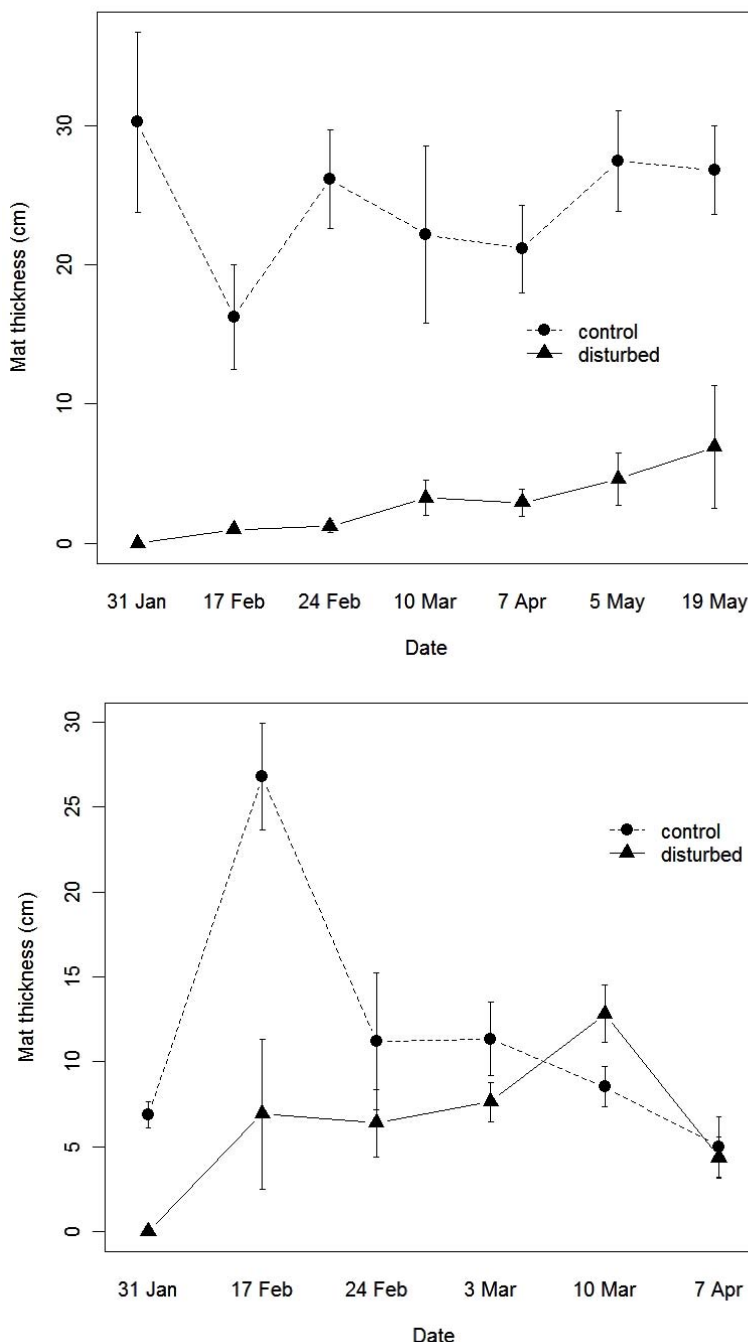 Mat thickness (cm)
30
20
10
0
control
disturbed
31 Jan 17 Feb 24 Feb 10 Mar 7 Apr 5 May 19 May
Date
Mat thickness (cm)
30
25
20
15
10
5
0
control
disturbed
31 Jan 17 Feb 24 Feb 3 Mar 10 Mar 7 Apr
Date